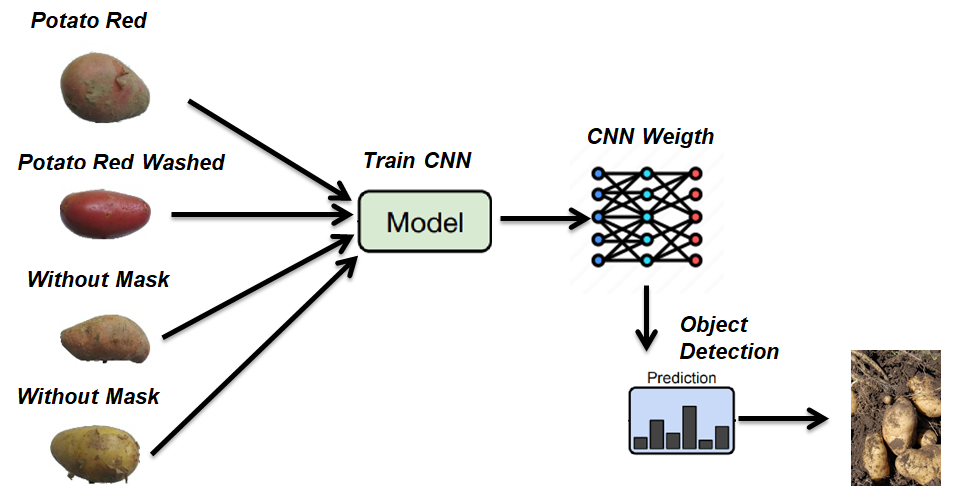 Potato Red
Potato Red Washed
Without Mask
Without Mask
Train CNN
Model
CNN Weigth
Object
Detection
Prediction